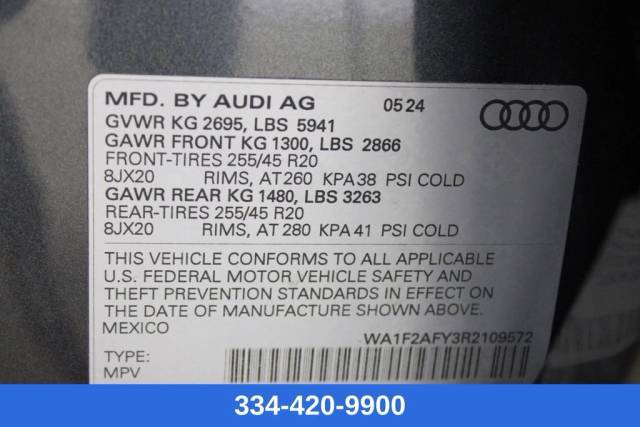 MFD. BY AUDI AG 05 24
GVWR KG 2695, LBS 5941
GAWR FRONT KG 1300, LBS 2866
FRONT-TIRES 255/45 R20
8JX20 RIMS, AT 260 KPA 38 PSI COLD
GAWR REAR KG 1480, LBS 3263
REAR-TIRES 255/45 R20
8JX20 RIMS, AT 280 KPA 41 PSI COLD
THIS VEHICLE CONFORMS TO ALL APPLICABLE
U.S. FEDERAL MOTOR VEHICLE SAFETY AND
THEFT PREVENTION STANDARDS IN EFFECT ON
THE DATE OF MANUFACTURE SHOWN ABOVE.
MEXICO
WA1F2AFY3R2109572
TYPE:
MPV
334-420-9900